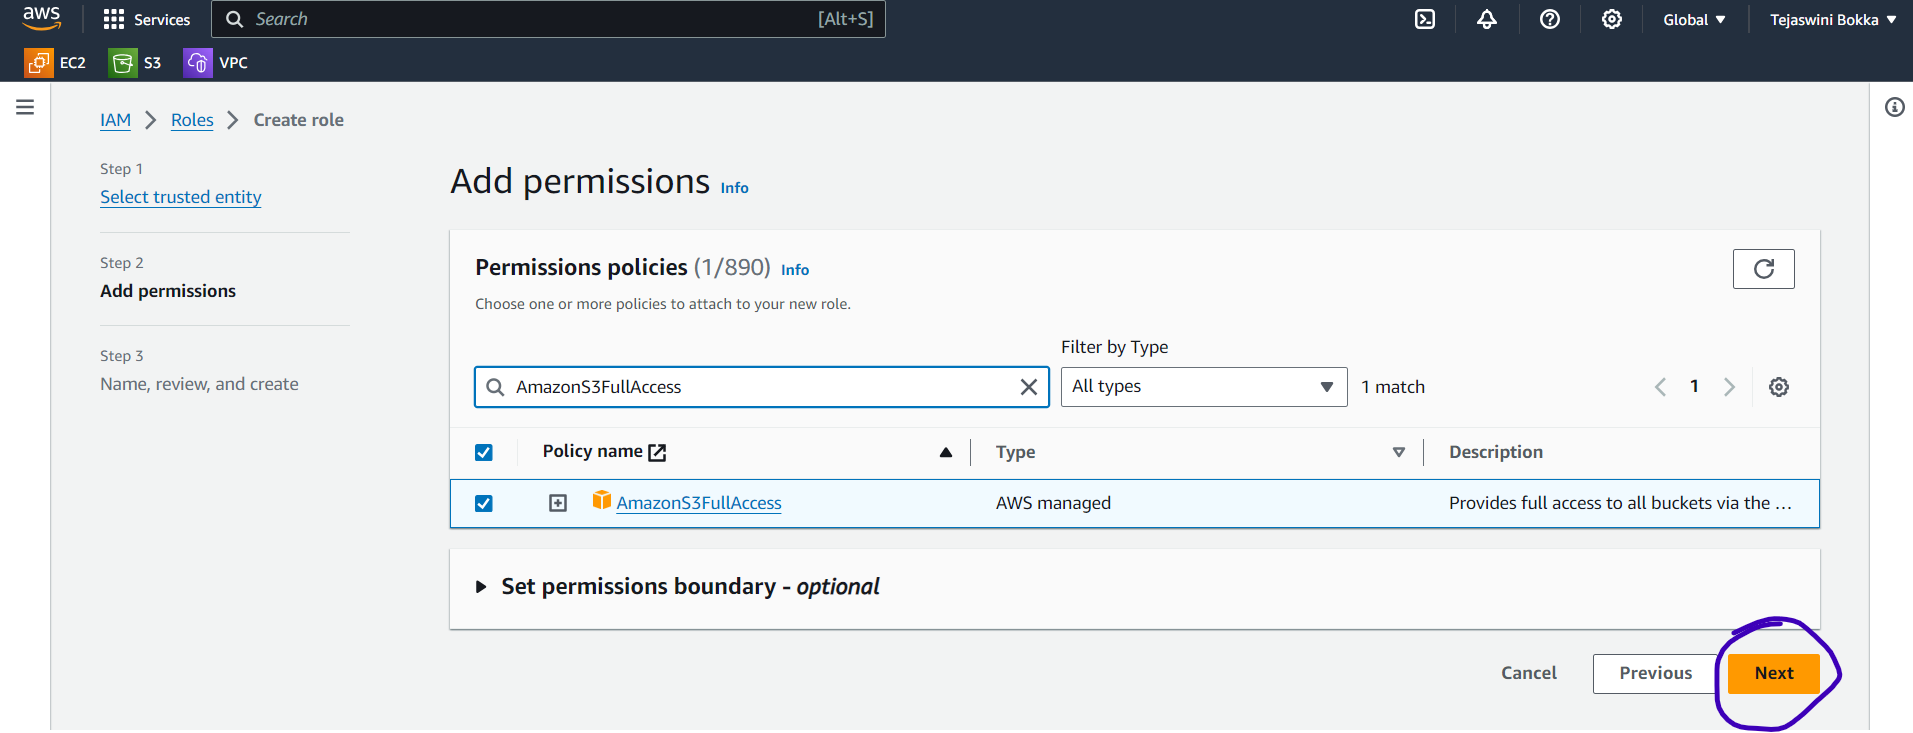 aws Services Search [Alt+S] Global Tejaswini Bokka
EC2 S3 VPC
IAM Roles Create role
Step 1
Select trusted entity
Step 2
Add permissions
Step 3
Name, review, and create
Add permissions Info
Permissions policies (1/890) Info
Choose one or more policies to attach to your new role.
Filter by Type
AmazonS3FullAccess All types 1 match 1
Policy name Type Description
AmazonS3FullAccess AWS managed Provides full access to all buckets via the ...
Set permissions boundary - optional
Cancel Previous Next